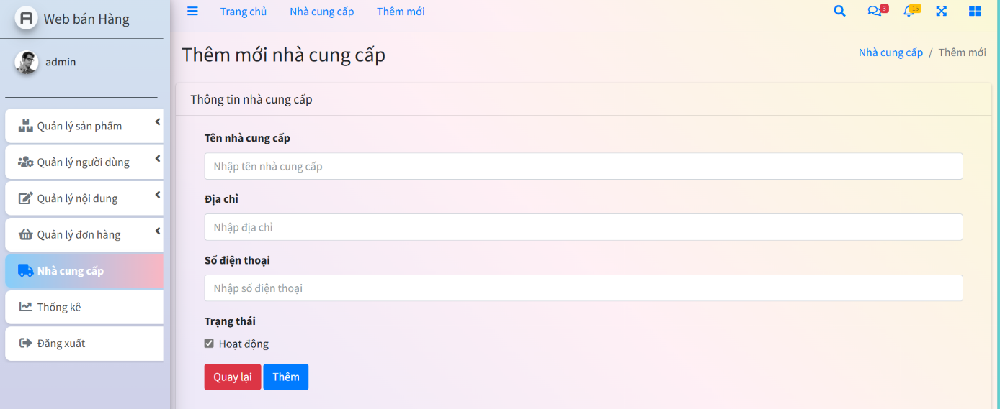 Web bán Hàng
admin
Quản lý sản phẩm
Quản lý người dùng
Quản lý nội dung
Quản lý đơn hàng
Nhà cung cấp
Thống kê
Đăng xuất
Trang chủ Nhà cung cấp Thêm mới
3 15
Thêm mới nhà cung cấp
Nhà cung cấp / Thêm mới
Thông tin nhà cung cấp
Tên nhà cung cấp
Nhập tên nhà cung cấp
Địa chỉ
Nhập địa chỉ
Số điện thoại
Nhập số điện thoại
Trạng thái
Hoạt động
Quay lại Thêm